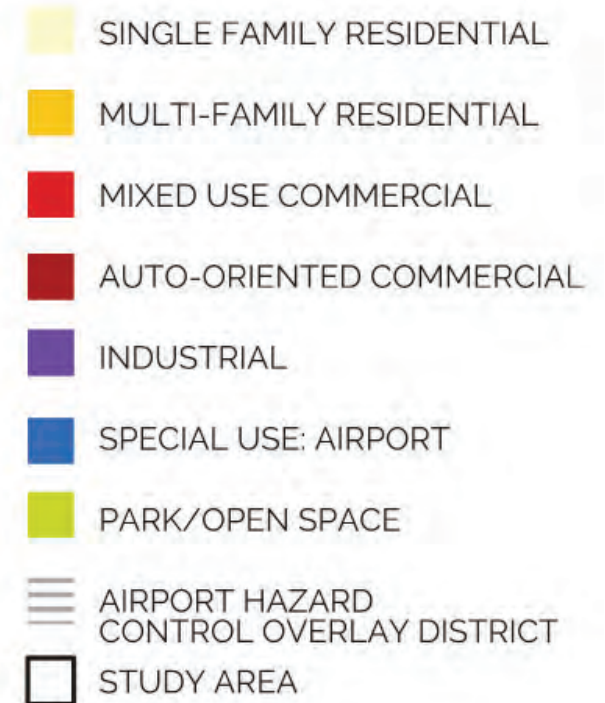 SINGLE FAMILY RESIDENTIAL
MULTI-FAMILY RESIDENTIAL
MIXED USE COMMERCIAL
AUTO-ORIENTED COMMERCIAL
INDUSTRIAL
SPECIAL USE: AIRPORT
PARK/OPEN SPACE
AIRPORT HAZARD
CONTROL OVERLAY DISTRICT
STUDY AREA